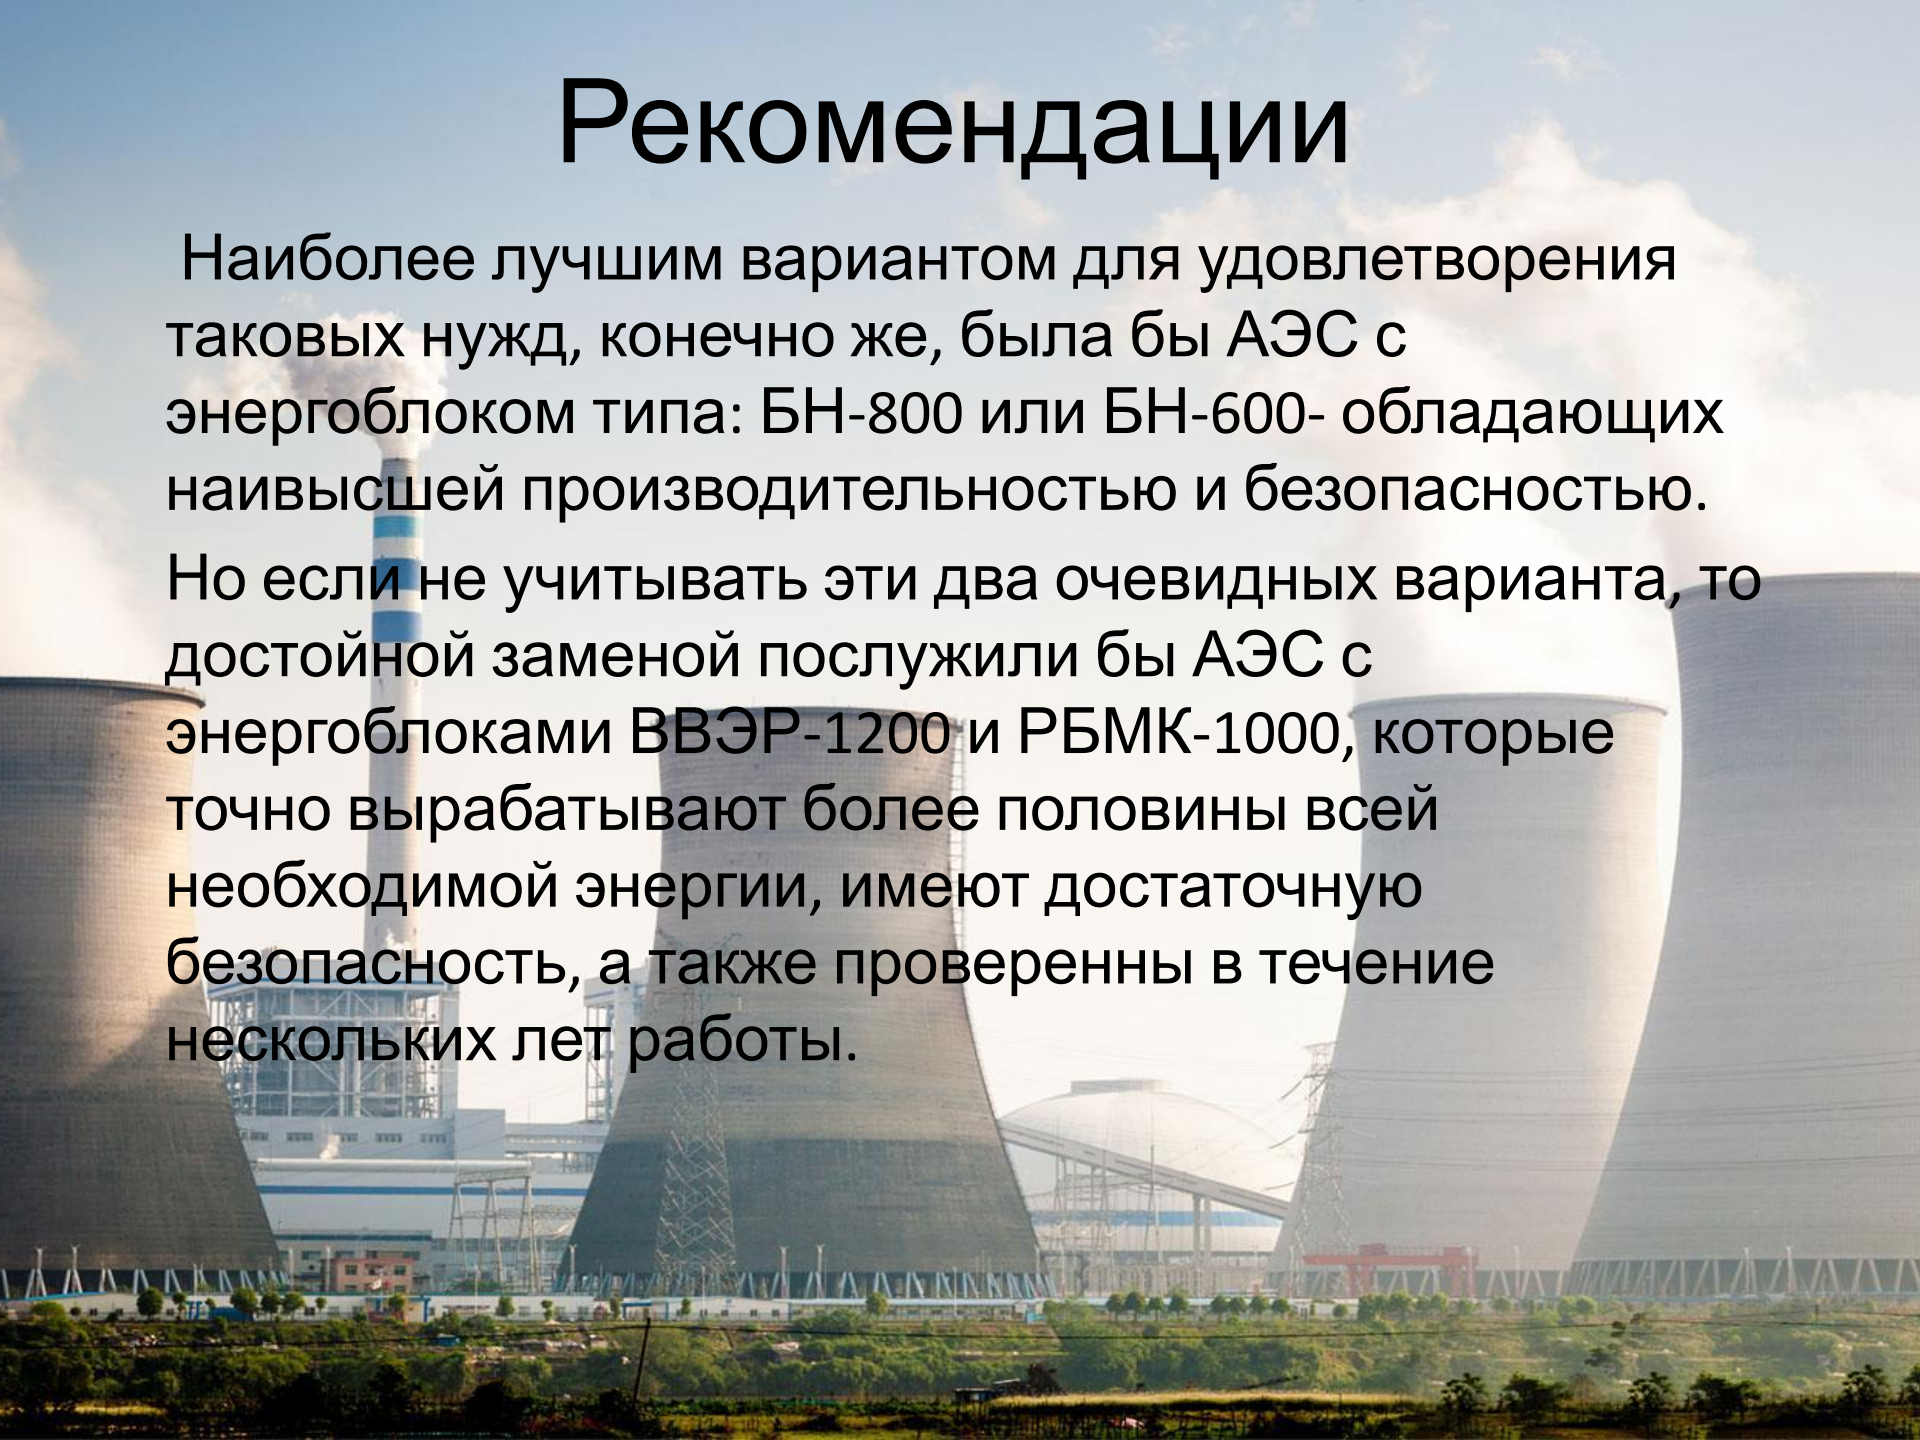 Рекомендации
Наиболее лучшим вариантом для удовлетворения
таковых нужд, конечно же, была бы АЭС с
энергоблоком типа: БН-800 или БН-600- обладающих
наивысшей производительностью и безопасностью.
Но если не учитывать эти два очевидных варианта, то
достойной заменой послужили бы АЭС с
энергоблоками ВВЭР-1200 и РБМК-1000, которые
точно вырабатывают более половины всей
необходимой энергии, имеют достаточную
безопасность, а также проверенны в течение
нескольких лет работы.